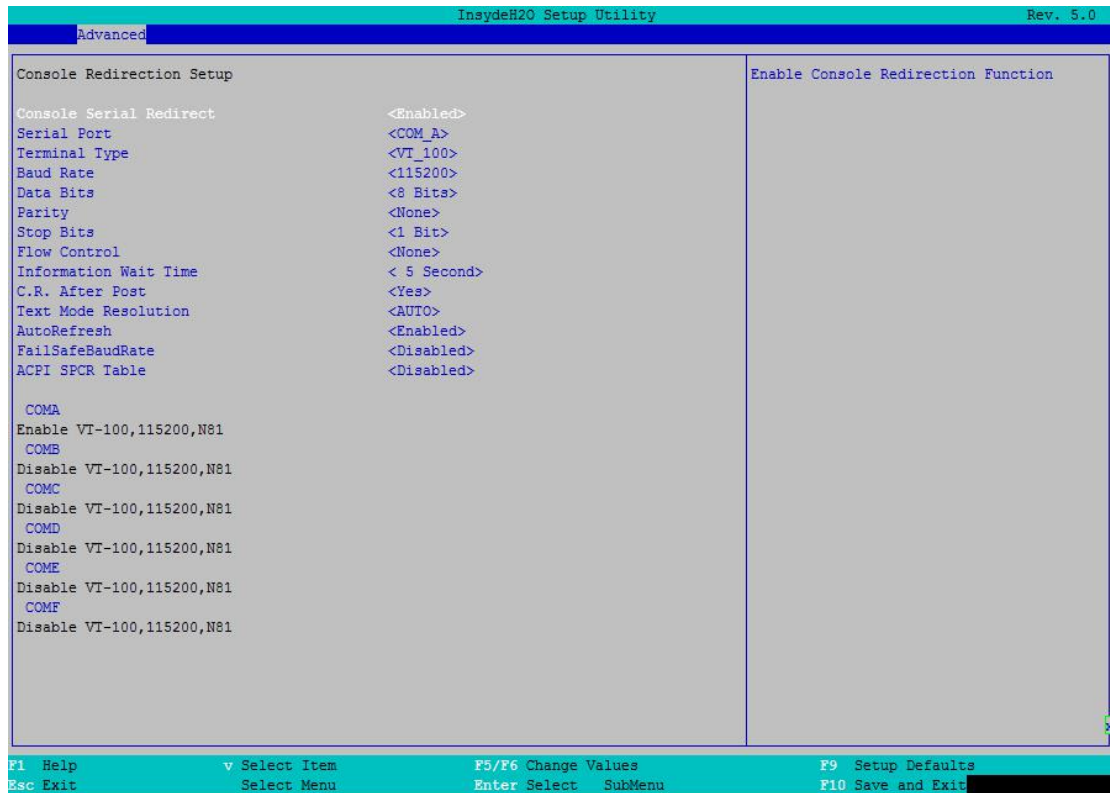 InsydeH2O Setup Utility Rev. 5.0
Advanced
Console Redirection Setup
Enable Console Redirection Function
Console Serial Redirect <Enabled>
Serial Port <COM_A>
Terminal Type <VT_100>
Baud Rate <115200>
Data Bits <8 Bits>
Parity <None>
Stop Bits <1 Bit>
Flow Control <None>
Information Wait Time < 5 Second>
C.R. After Post <Yes>
Text Mode Resolution <AUTO>
AutoRefresh <Enabled>
FailSafeBaudRate <Disabled>
ACPI SPCR Table <Disabled>
COMA
Enable VT-100,115200,N81
COMB
Disable VT-100,115200,N81
COMC
Disable VT-100,115200,N81
COMD
Disable VT-100,115200,N81
COME
Disable VT-100,115200,N81
COMF
Disable VT-100,115200,N81
F1 Help v Select Item F5/F6 Change Values F9 Setup Defaults
Esc Exit Select Menu Enter Select SubMenu F10 Save and Exit